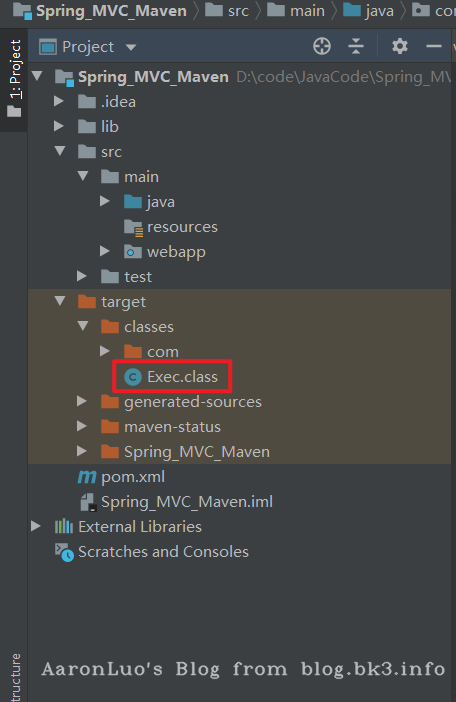 Spring_MVC_Maven src main java co
1: Project
Project
Spring_MVC_Maven D:\code\JavaCode\Spring_MV
.idea
lib
src
main
java
resources
webapp
test
target
classes
com
Exec.class
generated-sources
maven-status
Spring_MVC_Maven
pom.xml
Spring_MVC_Maven.iml
External Libraries
Scratches and Consoles
AaronLuo's Blog from blog.bk3.info
tructure